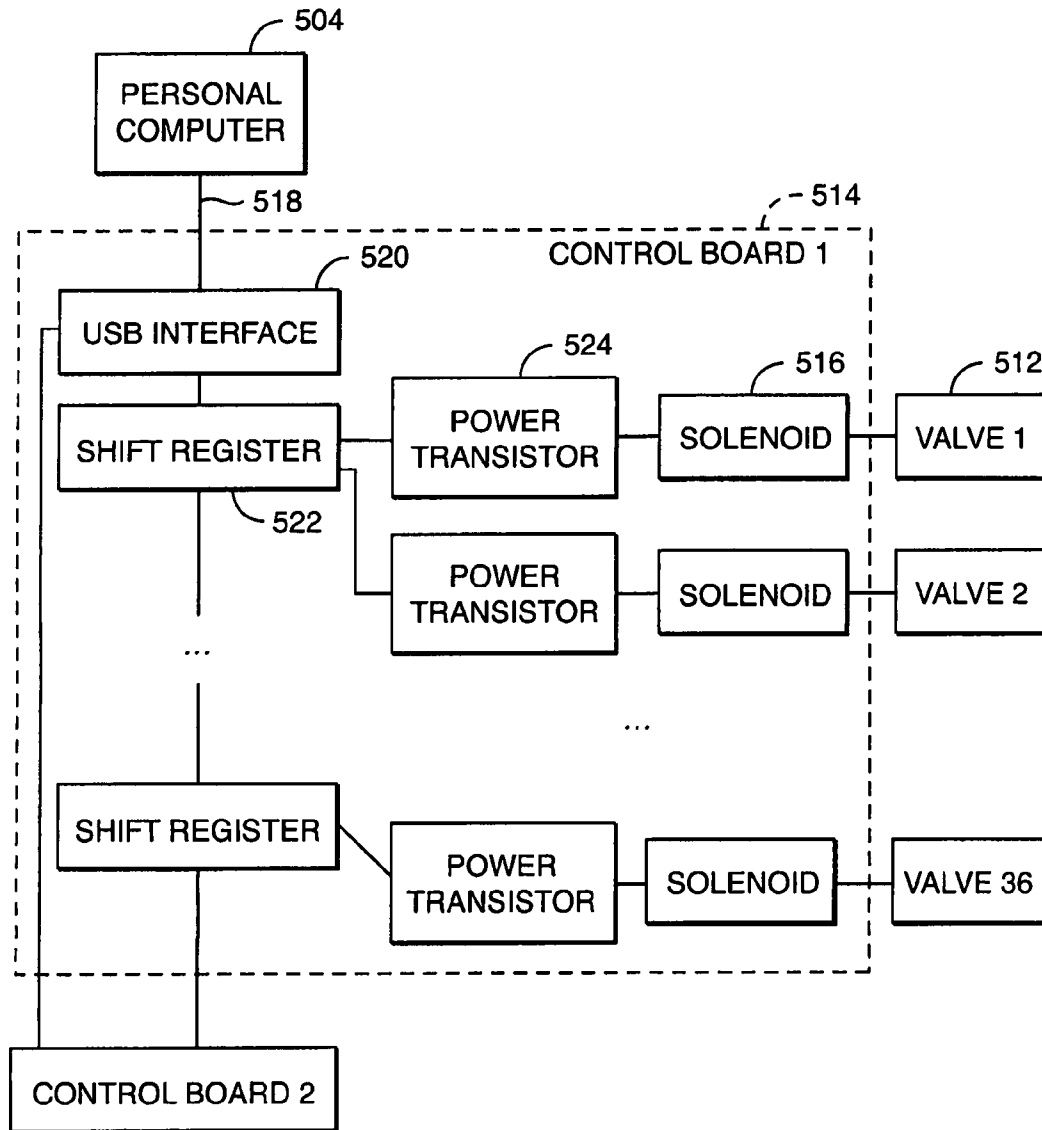 504
PERSONAL
COMPUTER
518
514
CONTROL BOARD 1
520
USB INTERFACE
524
516
512
POWER
TRANSISTOR
SOLENOID
VALVE 1
SHIFT REGISTER
522
POWER
TRANSISTOR
SOLENOID
VALVE 2
...
...
SHIFT REGISTER
POWER
TRANSISTOR
SOLENOID
VALVE 36
CONTROL BOARD 2